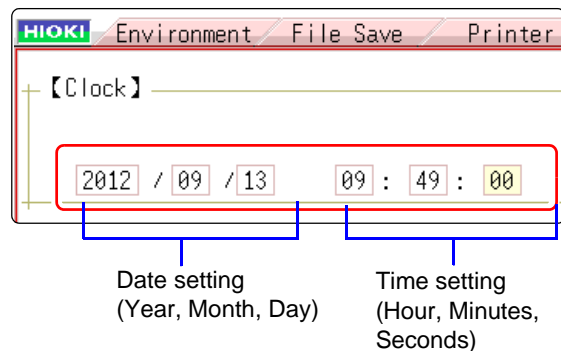 HIOKI Environment File Save Printer
【Clock】
2012 / 09 / 13 09 : 49 : 00
Date setting
(Year, Month, Day)
Time setting
(Hour, Minutes,
Seconds)